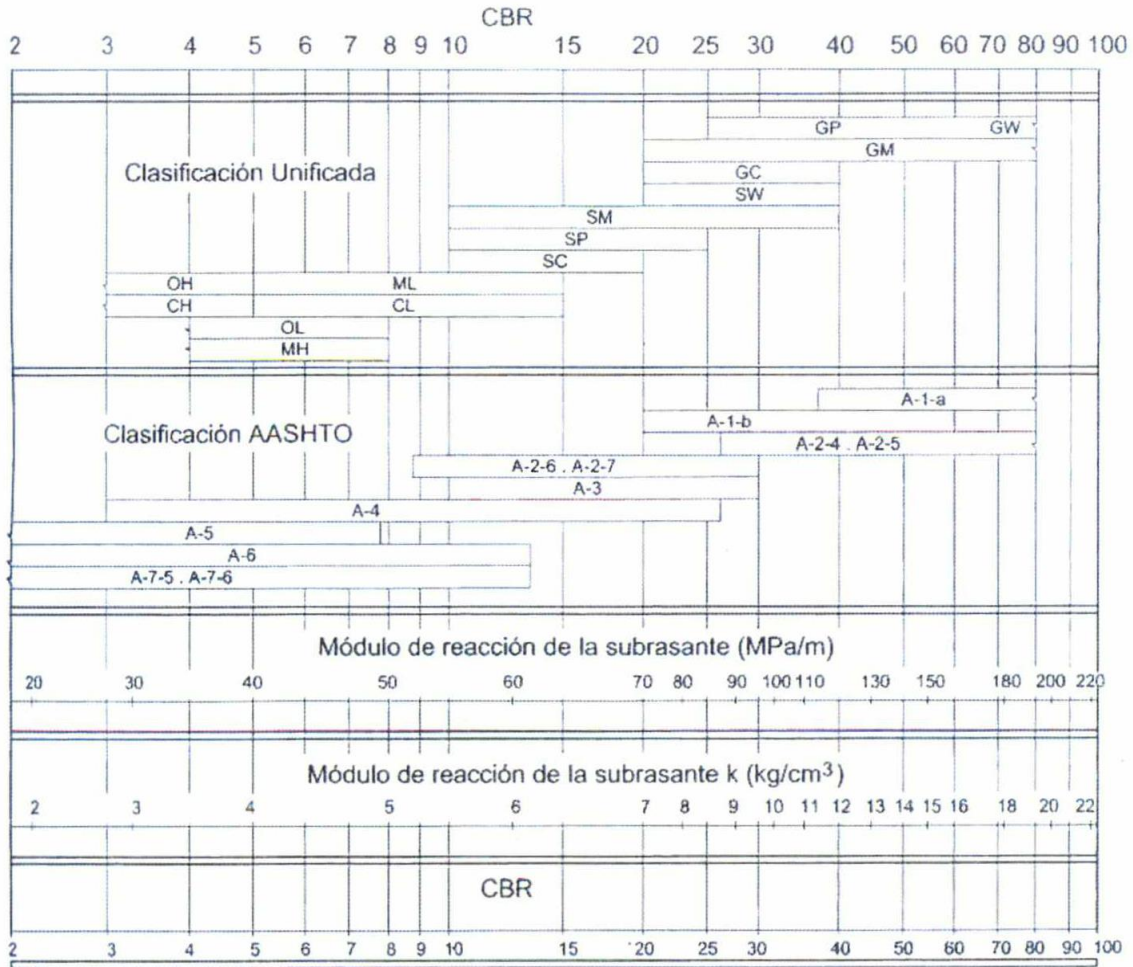 CBR
2 3 4 5 6 7 8 9 10 15 20 25 30 40 50 60 70 80 90 100
GP GW
GM
Clasificación Unificada
GC
SW
SM
SP
SC
OH ML
CH CL
OL
MH
A-1-a
A-1-b
Clasificación AASHTO
A-2-4 . A-2-5
A-2-6 . A-2-7
A-3
A-4
A-5
A-6
A-7-5 . A-7-6
Módulo de reacción de la subrasante (MPa/m)
20 30 40 50 60 70 80 90 100 110 130 150 180 200 220
Módulo de reacción de la subrasante k (kg/cm³)
2 3 4 5 6 7 8 9 10 11 12 13 14 15 16 18 20 22
CBR
2 3 4 5 6 7 8 9 10 15 20 25 30 40 50 60 70 80 90 100